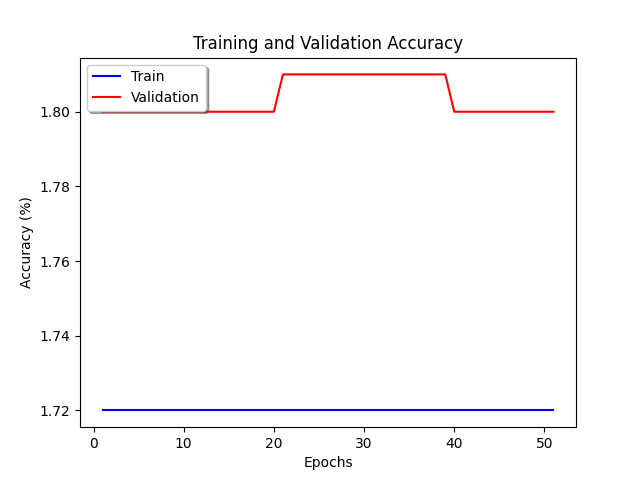 Training and Validation Accuracy
Train
Validation
Accuracy (%)
1.80
1.78
1.76
1.74
1.72
0 10 20 30 40 50
Epochs